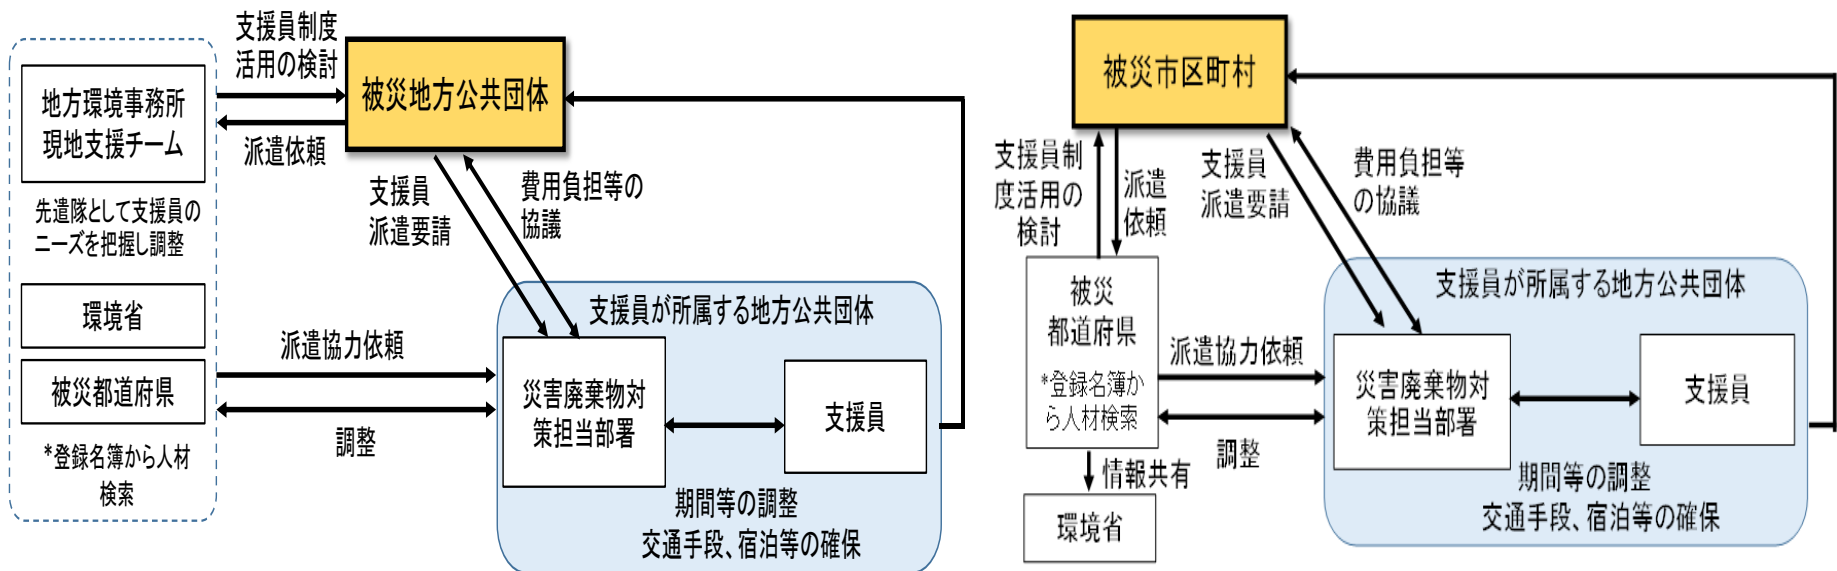 支援員制度
活用の検討
被災地方公共団体
地方環境事務所
現地支援チーム
派遣依頼
先遣隊として支援員の
ニーズを把握し調整
支援員
派遣要請
費用負担等の
協議
環境省
被災都道府県
*登録名簿から人材
検索
派遣協力依頼
調整
支援員が所属する地方公共団体
災害廃棄物対
策担当部署
支援員
期間等の調整
交通手段、宿泊等の確保
被災市区町村
支援員制
度活用の
検討
派遣
依頼
支援員
派遣要請
費用負担等
の協議
被災
都道府県
*登録名簿か
ら人材検索
派遣協力依頼
調整
情報共有
環境省
支援員が所属する地方公共団体
災害廃棄物対
策担当部署
支援員
期間等の調整
交通手段、宿泊等の確保